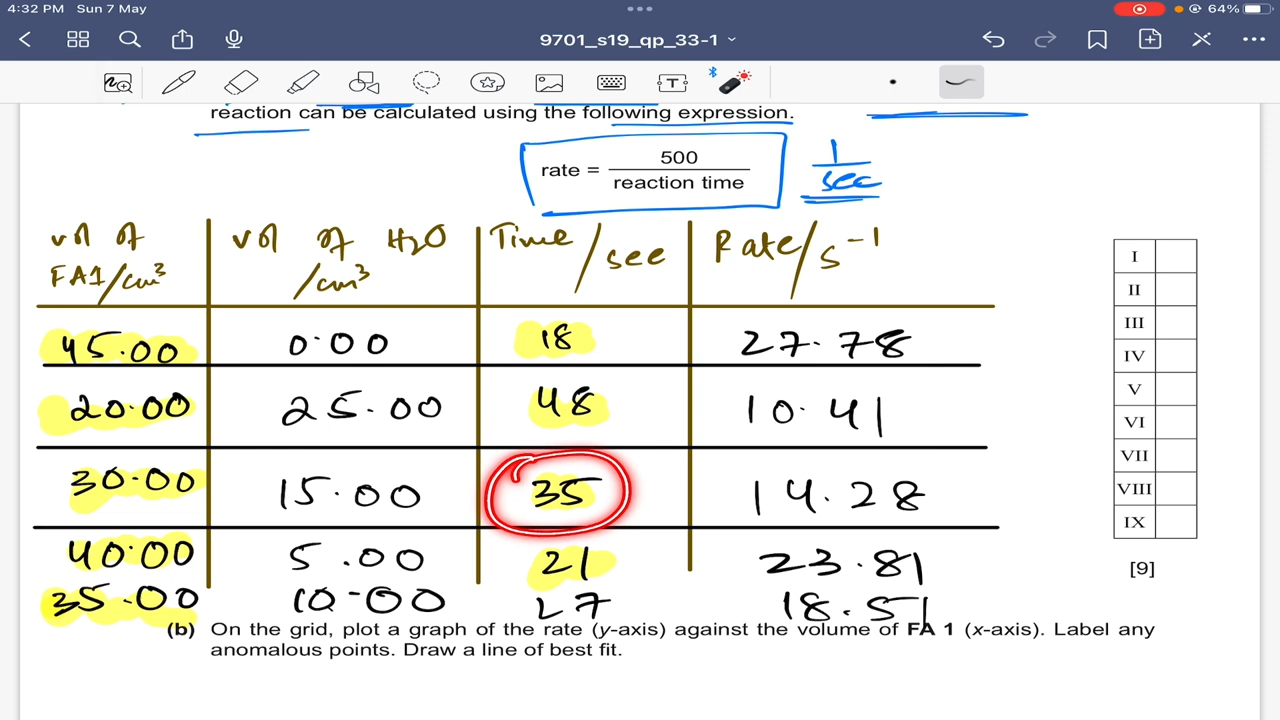 4:32 PM Sun 7 May
64%
9701_s19_qp_33-1
T
reaction can be calculated using the following expression.
rate = 500 / reaction time
1 / sec
vol of FA1/cm³ vol of H2O /cm³ Time/sec Rate/s⁻¹
45.00 0.00 18 27.78
20.00 25.00 48 10.41
30.00 15.00 35 14.28
40.00 5.00 21 23.81
35.00 10.00 27 18.51
I
II
III
IV
V
VI
VII
VIII
IX
[9]
(b) On the grid, plot a graph of the rate (y-axis) against the volume of FA 1 (x-axis). Label any
anomalous points. Draw a line of best fit.